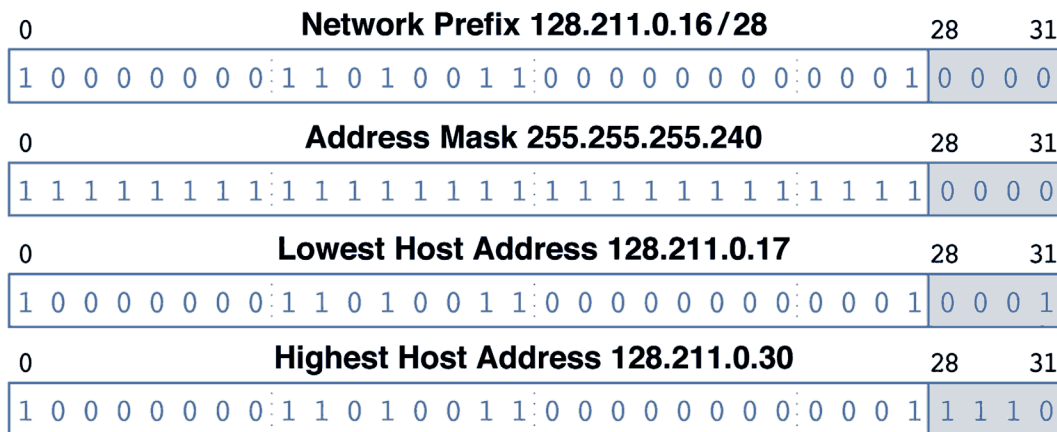 Network Prefix 128.211.0.16/28
0 28 31
1 0 0 0 0 0 0 0 1 1 0 1 0 0 1 1 0 0 0 0 0 0 0 0 0 0 0 1 0 0 0 0
Address Mask 255.255.255.240
0 28 31
1 1 1 1 1 1 1 1 1 1 1 1 1 1 1 1 1 1 1 1 1 1 1 1 1 1 1 1 0 0 0 0
Lowest Host Address 128.211.0.17
0 28 31
1 0 0 0 0 0 0 0 1 1 0 1 0 0 1 1 0 0 0 0 0 0 0 0 0 0 0 1 0 0 0 1
Highest Host Address 128.211.0.30
0 28 31
1 0 0 0 0 0 0 0 1 1 0 1 0 0 1 1 0 0 0 0 0 0 0 0 0 0 0 1 1 1 1 0